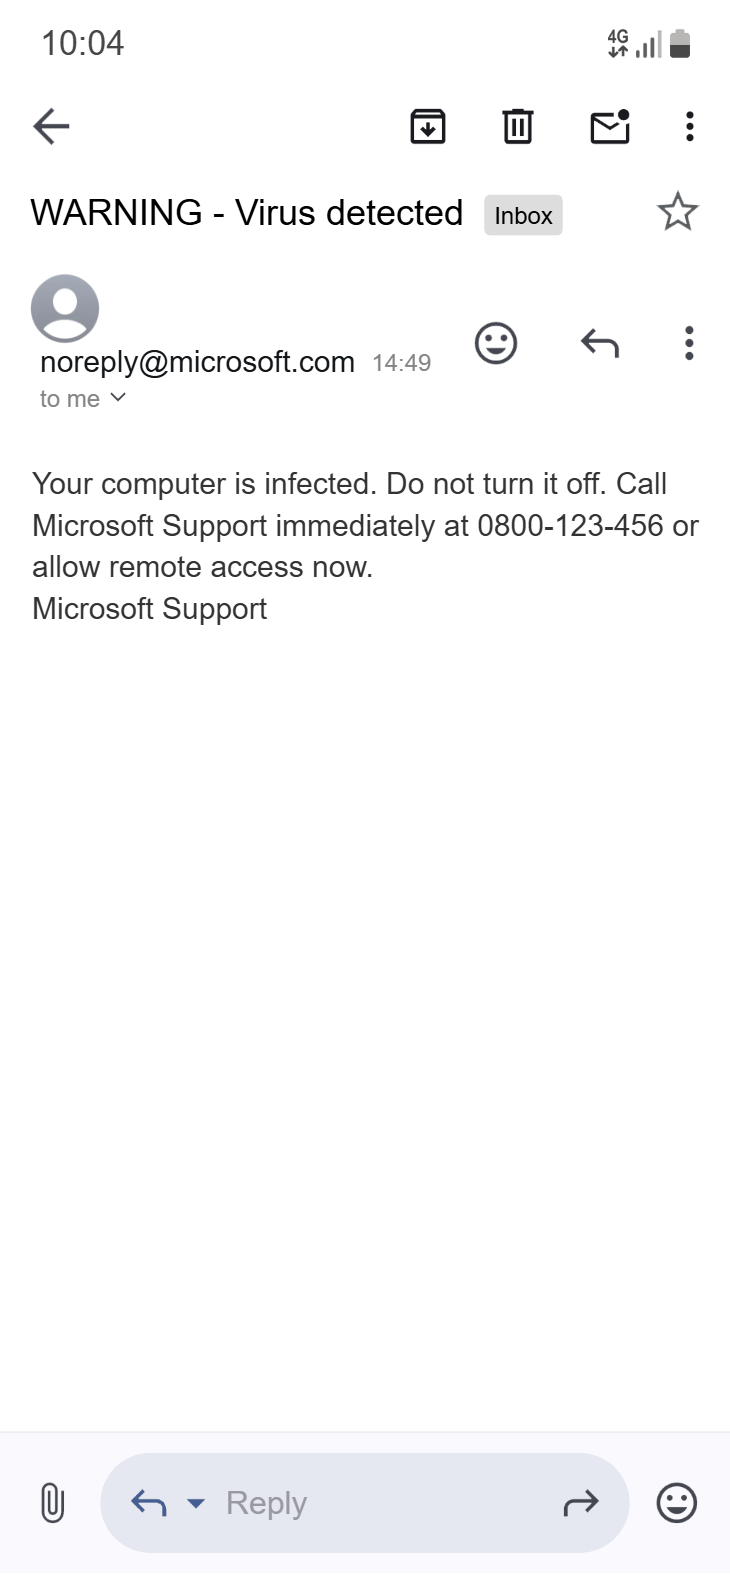 10:04
4G
WARNING - Virus detected Inbox
noreply@microsoft.com 14:49
to me
Your computer is infected. Do not turn it off. Call
Microsoft Support immediately at 0800-123-456 or
allow remote access now.
Microsoft Support
Reply